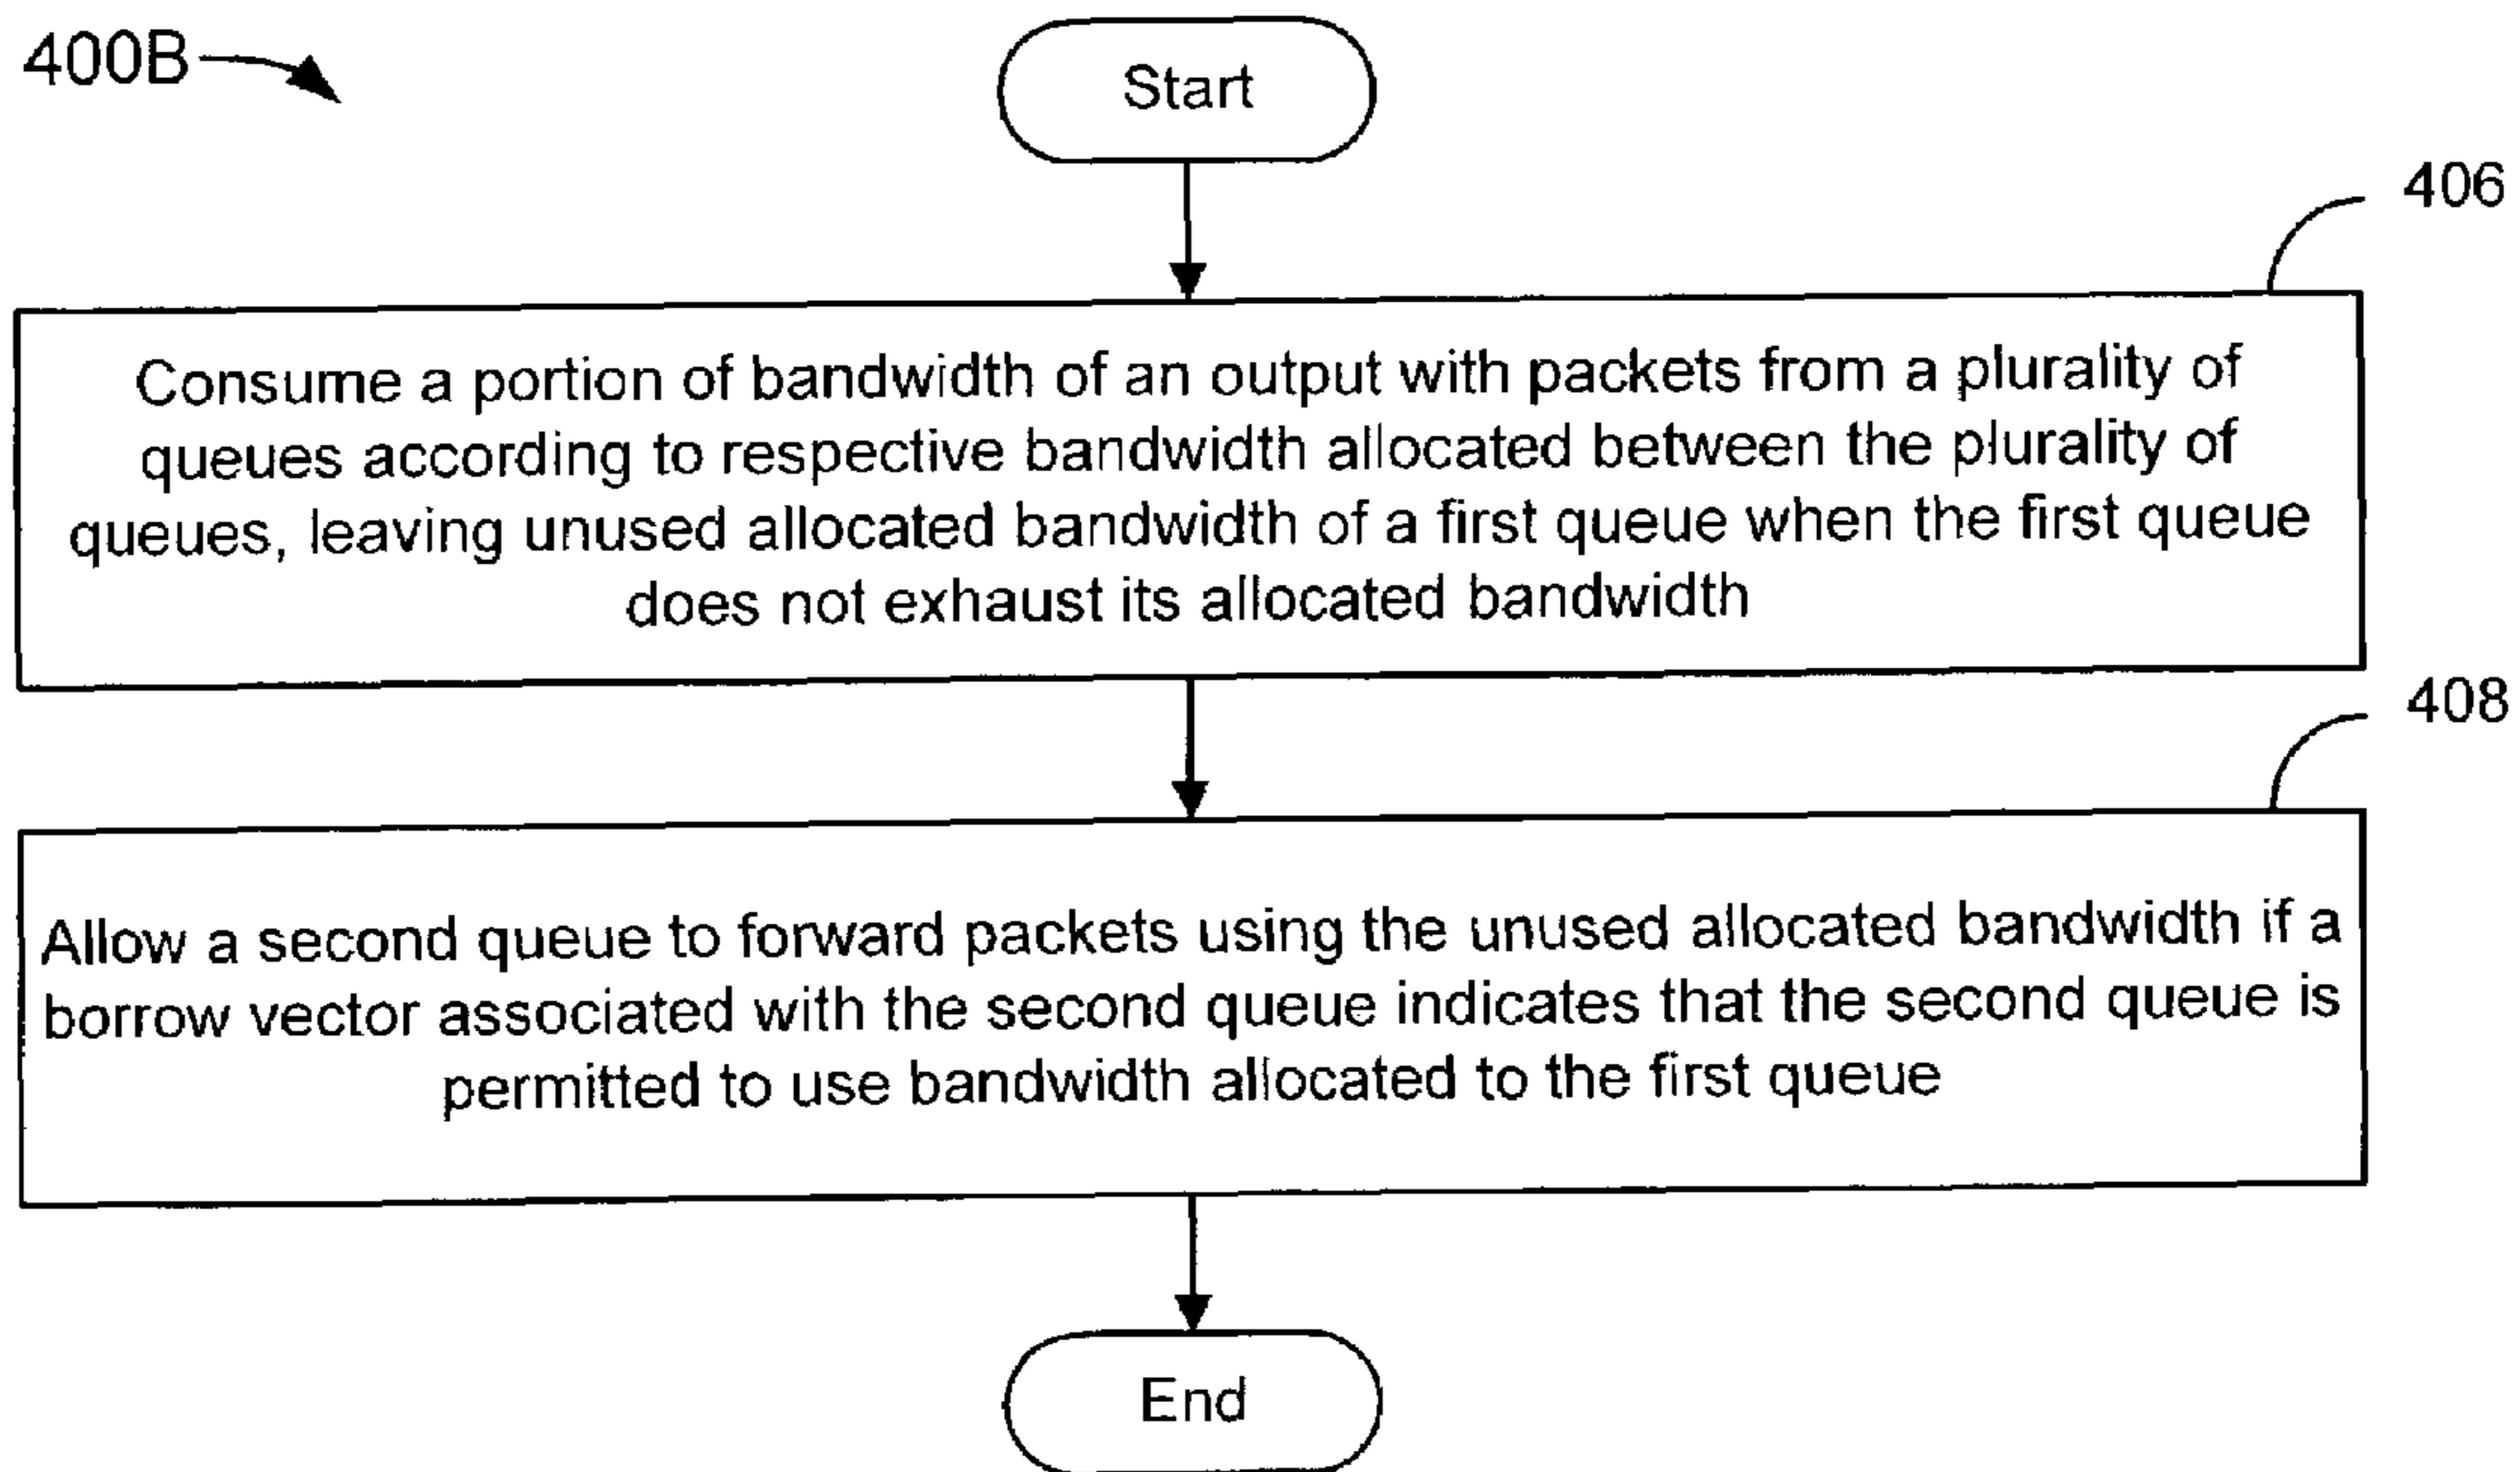 400B
Start
406
Consume a portion of bandwidth of an output with packets from a plurality of
queues according to respective bandwidth allocated between the plurality of
queues, leaving unused allocated bandwidth of a first queue when the first queue
does not exhaust its allocated bandwidth
408
Allow a second queue to forward packets using the unused allocated bandwidth if a
borrow vector associated with the second queue indicates that the second queue is
permitted to use bandwidth allocated to the first queue
End